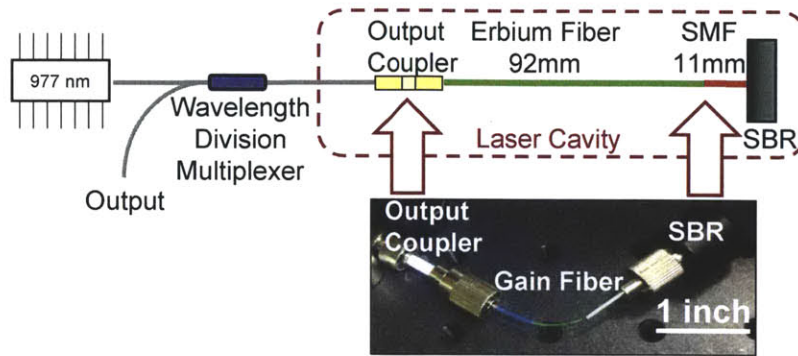 Output
Coupler
Erbium Fiber
92mm
SMF
11mm
977 nm
Wavelength
Division
Multiplexer
Laser Cavity
SBR
Output
Output
Coupler
SBR
Gain Fiber
1 inch